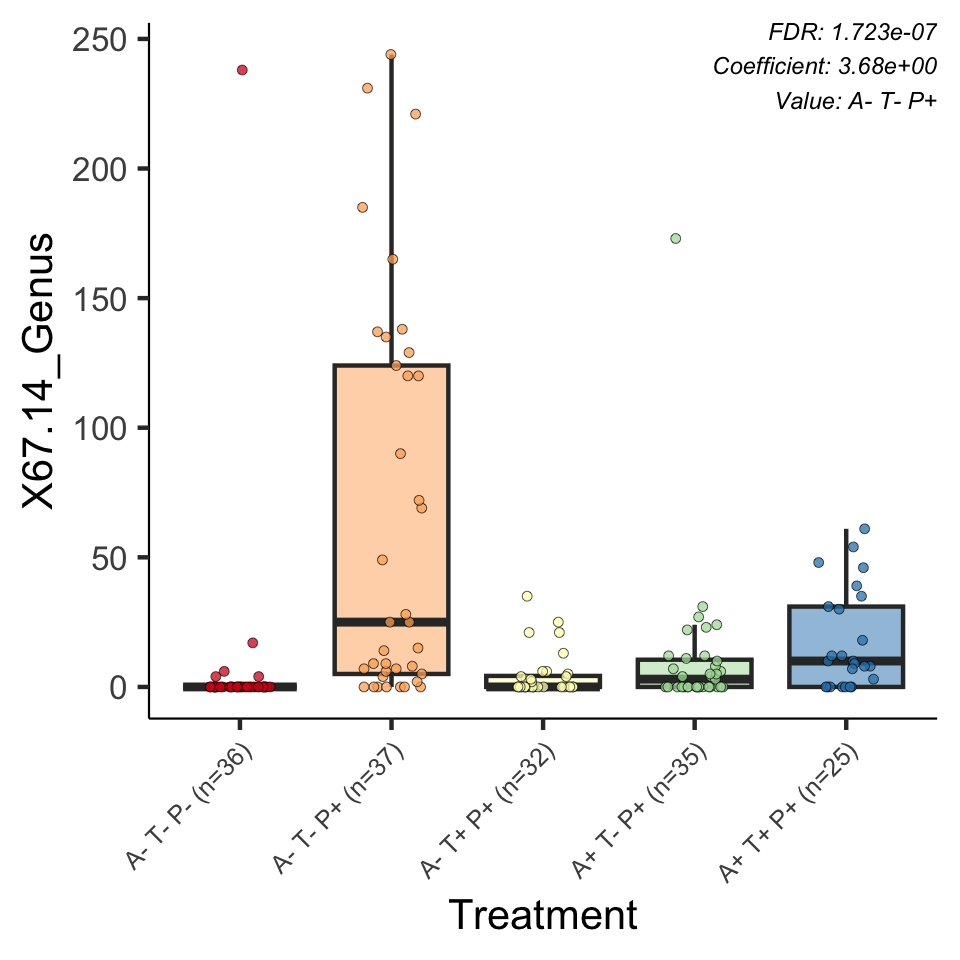 FDR: 1.723e-07
Coefficient: 3.68e+00
Value: A- T- P+
X67.14_Genus
250
200
150
100
50
0
A- T- P- (n=36)
A- T- P+ (n=37)
A- T+ P+ (n=32)
A+ T- P+ (n=35)
A+ T+ P+ (n=25)
Treatment